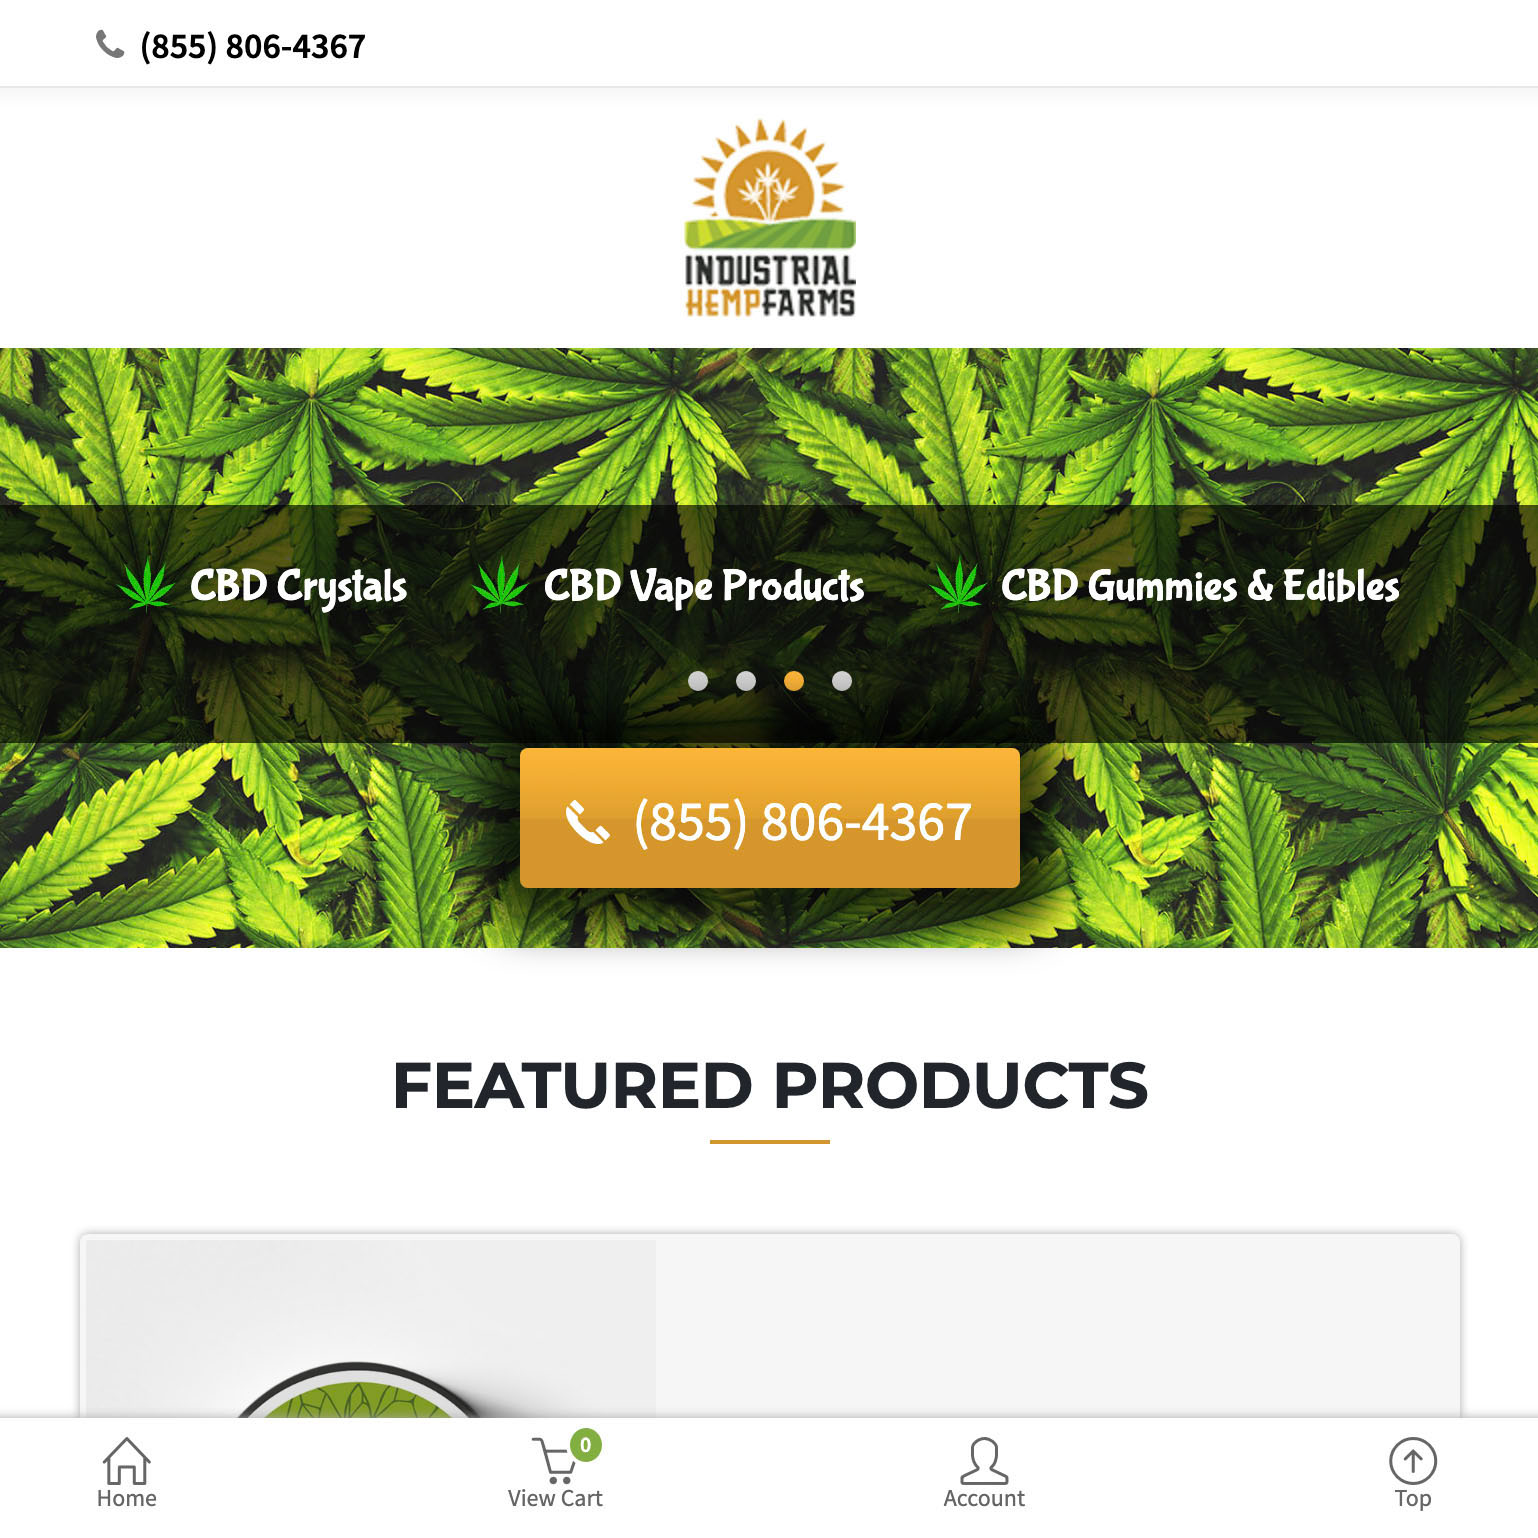 (855) 806-4367
INDUSTRIAL
HEMPFARMS
CBD Crystals CBD Vape Products CBD Gummies & Edibles
(855) 806-4367
FEATURED PRODUCTS
0
Home View Cart Account Top